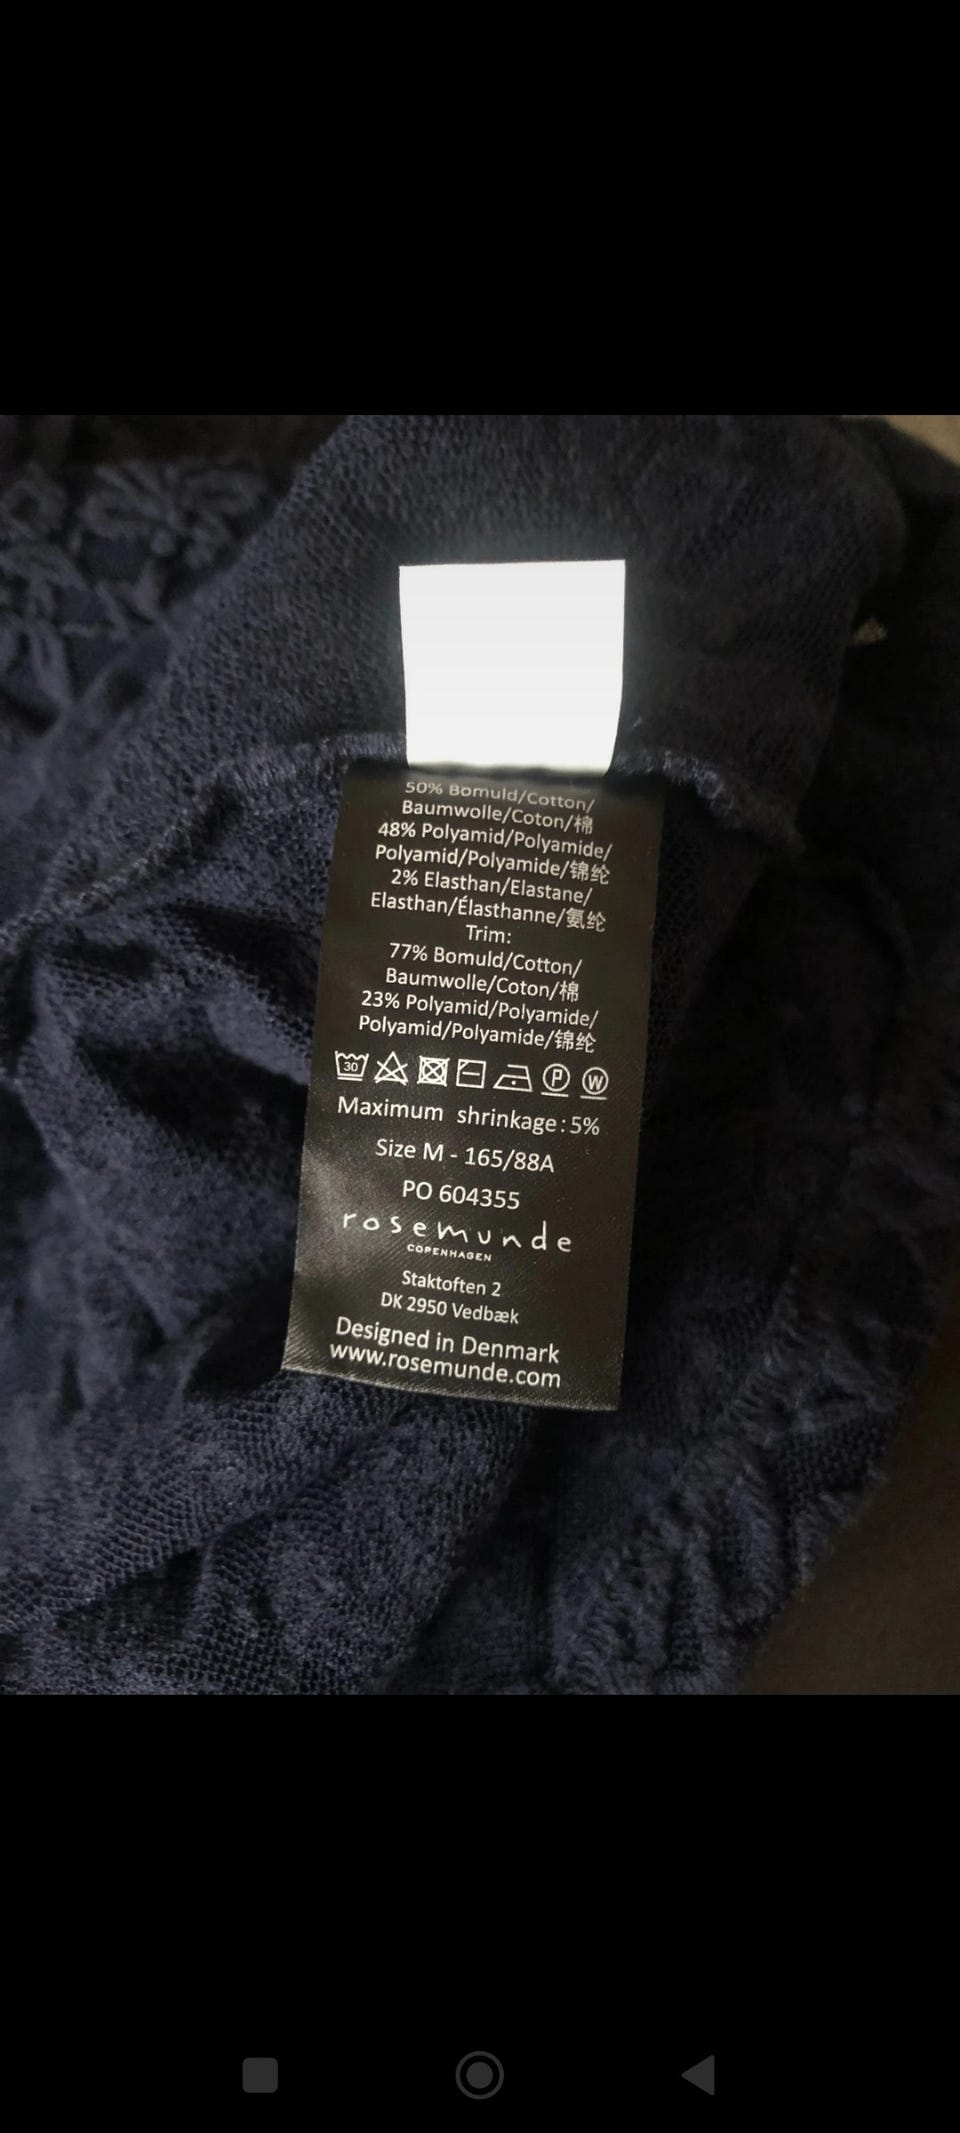 50% Bomuld/Cotton/
Baumwolle/Coton/棉
48% Polyamid/Polyamide/
Polyamid/Polyamide/锦纶
2% Elasthan/Elastane/
Elasthan/Élasthanne/氨纶
Trim:
77% Bomuld/Cotton/
Baumwolle/Coton/棉
23% Polyamid/Polyamide/
Polyamid/Polyamide/锦纶
30 P W
Maximum shrinkage: 5%
Size M - 165/88A
PO 604355
rosemunde
COPENHAGEN
Staktoften 2
DK 2950 Vedbæk
Designed in Denmark
www.rosemunde.com